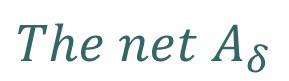 The net A_δ